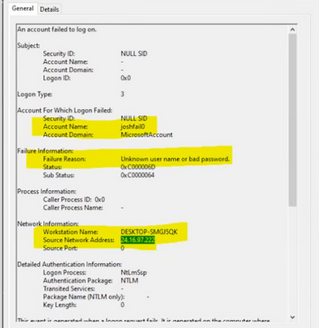 General Details
An account failed to log on.
Subject:
Security ID: NULL SID
Account Name: -
Account Domain: -
Logon ID: 0x0
Logon Type: 3
Account For Which Logon Failed:
Security ID: NULL SID
Account Name: joshfail0
Account Domain: MicrosoftAccount
Failure Information:
Failure Reason: Unknown user name or bad password.
Status: 0xC000006D
Sub Status: 0xC0000064
Process Information:
Caller Process ID: 0x0
Caller Process Name: -
Network Information:
Workstation Name:
Source Network Address:
Source Port: 0
Detailed Authentication Information:
Logon Process: NtLmSsp
Authentication Package: NTLM
Transited Services: -
Package Name (NTLM only): -
Key Length: 0
This event is generated when a logon request fails. It is generated on the computer where